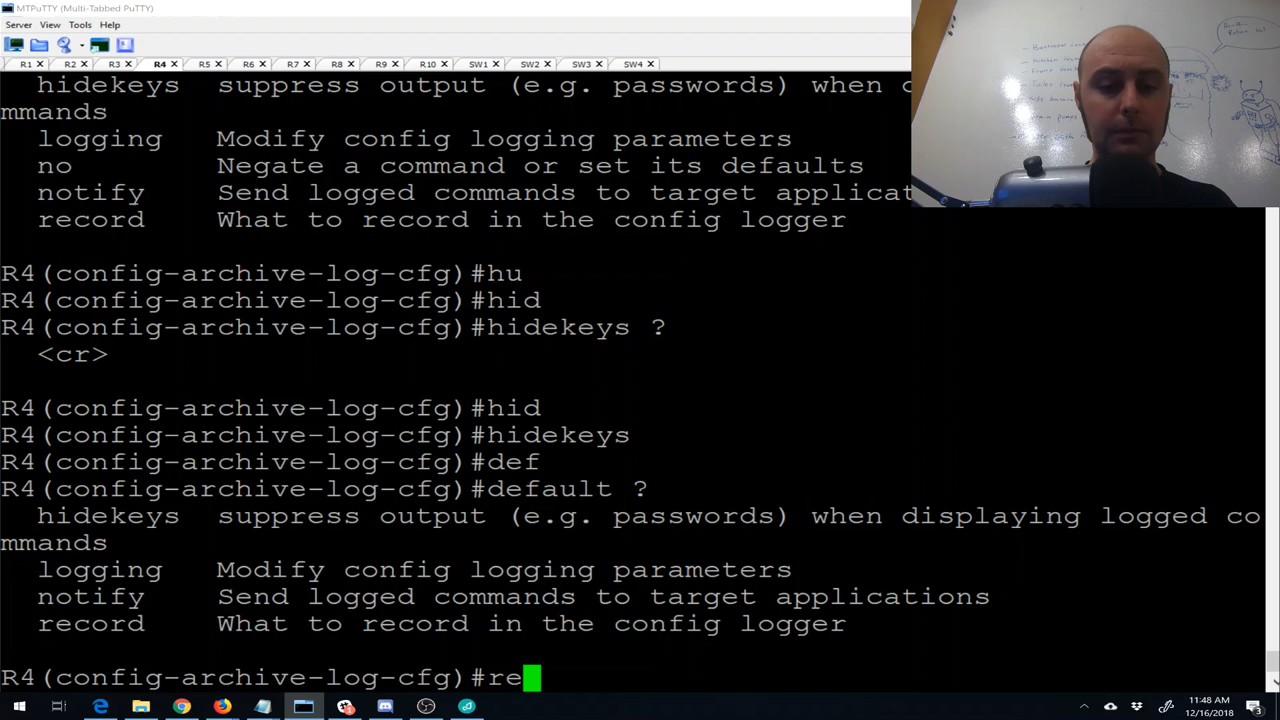 MTPuTTY (Multi-Tabbed PuTTY)
Server View Tools Help
R1 R2 R3 R4 R5 R6 R7 R8 R9 R10 SW1 SW2 SW3 SW4
hidekeys suppress output (e.g. passwords) when
mmands
logging Modify config logging parameters
no Negate a command or set its defaults
notify Send logged commands to target applicat
record What to record in the config logger
R4(config-archive-log-cfg)#hu
R4(config-archive-log-cfg)#hid
R4(config-archive-log-cfg)#hidekeys ?
<cr>
R4(config-archive-log-cfg)#hid
R4(config-archive-log-cfg)#hidekeys
R4(config-archive-log-cfg)#def
R4(config-archive-log-cfg)#default ?
hidekeys suppress output (e.g. passwords) when displaying logged co
mmands
logging Modify config logging parameters
notify Send logged commands to target applications
record What to record in the config logger
R4(config-archive-log-cfg)#re
11:48 AM
12/16/2018